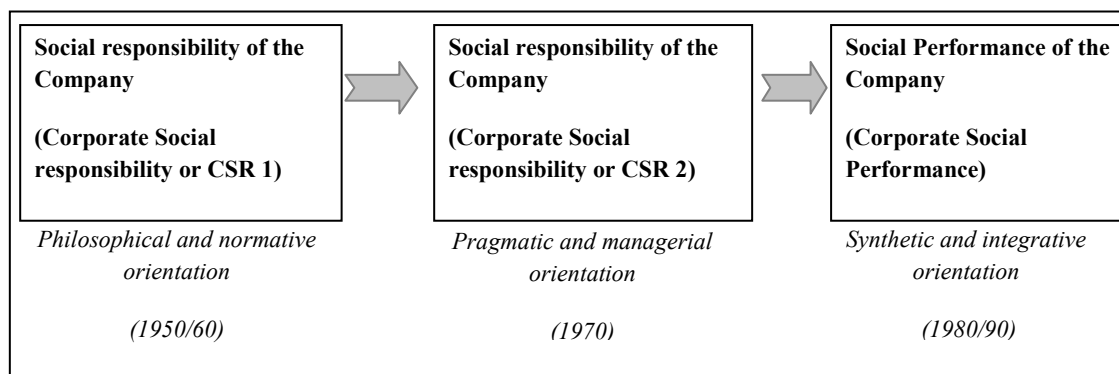 Social responsibility of the
Company
(Corporate Social
responsibility or CSR 1)
Philosophical and normative
orientation
(1950/60)
Social responsibility of the
Company
(Corporate Social
responsibility or CSR 2)
Pragmatic and managerial
orientation
(1970)
Social Performance of the
Company
(Corporate Social
Performance)
Synthetic and integrative
orientation
(1980/90)